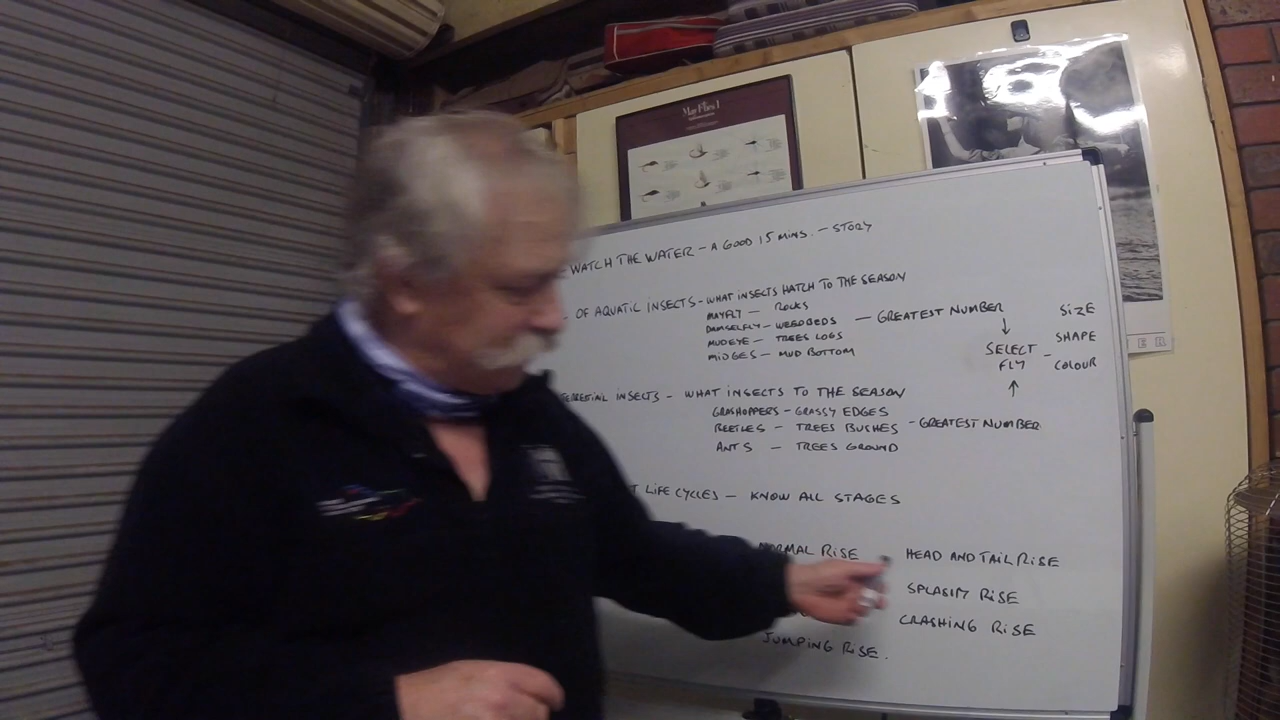 WATCH THE WATER - A GOOD 15 MINS. - STORY
OF AQUATIC INSECTS - WHAT INSECTS HATCH TO THE SEASON
MAYFLY - ROCKS
DAMSELFLY - WEEDBEDS - GREATEST NUMBER
MUDEYE - TREES LOGS
MIDGES - MUD BOTTOM
SELECT FLY -
SIZE
SHAPE
COLOUR
INSECTS - WHAT INSECTS TO THE SEASON
GRASHOPPERS - GRASSY EDGES
BEETLES - TREES BUSHES - GREATEST NUMBER
ANTS - TREES GROUND
LIFE CYCLES - KNOW ALL STAGES
NORMAL RISE
HEAD AND TAIL RISE
SPLASHY RISE
CRASHING RISE
JUMPING RISE.